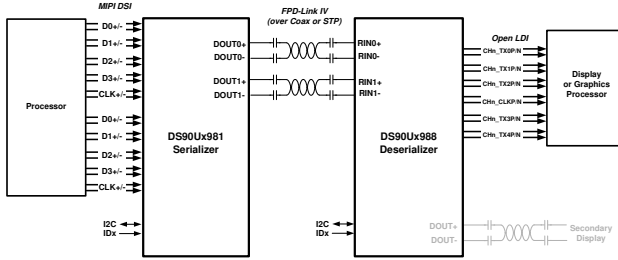 MIPI DSI
FPD-Link IV
(over Coax or STP)
Open LDI
Processor
D0+/-
D1+/-
D2+/-
D3+/-
CLK+/-
D0+/-
D1+/-
D2+/-
D3+/-
CLK+/-
I2C
IDx
DS90Ux981
Serializer
DOUT0+
DOUT0-
DOUT1+
DOUT1-
RIN0+
RIN0-
RIN1+
RIN1-
DS90Ux988
Deserializer
I2C
IDx
CHn_TX0P/N
CHn_TX1P/N
CHn_TX2P/N
CHn_CLKP/N
CHn_TX3P/N
CHn_TX4P/N
Display
or Graphics
Processor
DOUT+
DOUT-
Secondary
Display